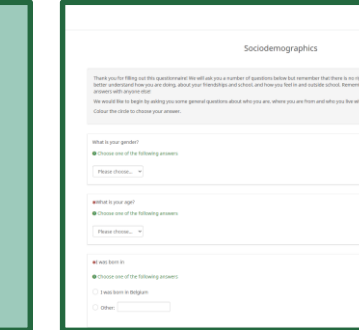 Sociodemographics
Thank you for filling out this questionnaire! We will ask you a number of questions below but remember that there is no ri
better understand how you are doing, about your friendships and school, and how you feel in and outside school. Rememb
answers with anyone else!
We would like to begin by asking you some general questions about who you are, where you are from and who you live wi
Colour the circle to choose your answer.
What is your gender?
Choose one of the following answers
Please choose...
*What is your age?
Choose one of the following answers
Please choose...
*I was born in
Choose one of the following answers
I was born in Belgium
Other: